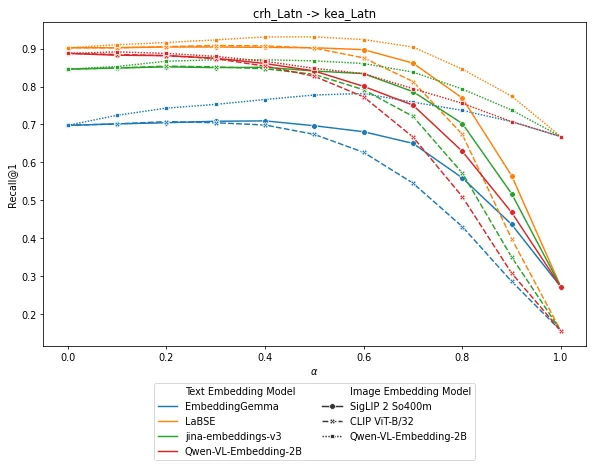 crh_Latn -> kea_Latn
Recall@1
0.9
0.8
0.7
0.6
0.5
0.4
0.3
0.2
0.0 0.2 0.4 0.6 0.8 1.0
α
Text Embedding Model
EmbeddingGemma
LaBSE
jina-embeddings-v3
Qwen-VL-Embedding-2B
Image Embedding Model
SigLIP 2 So400m
CLIP ViT-B/32
Qwen-VL-Embedding-2B